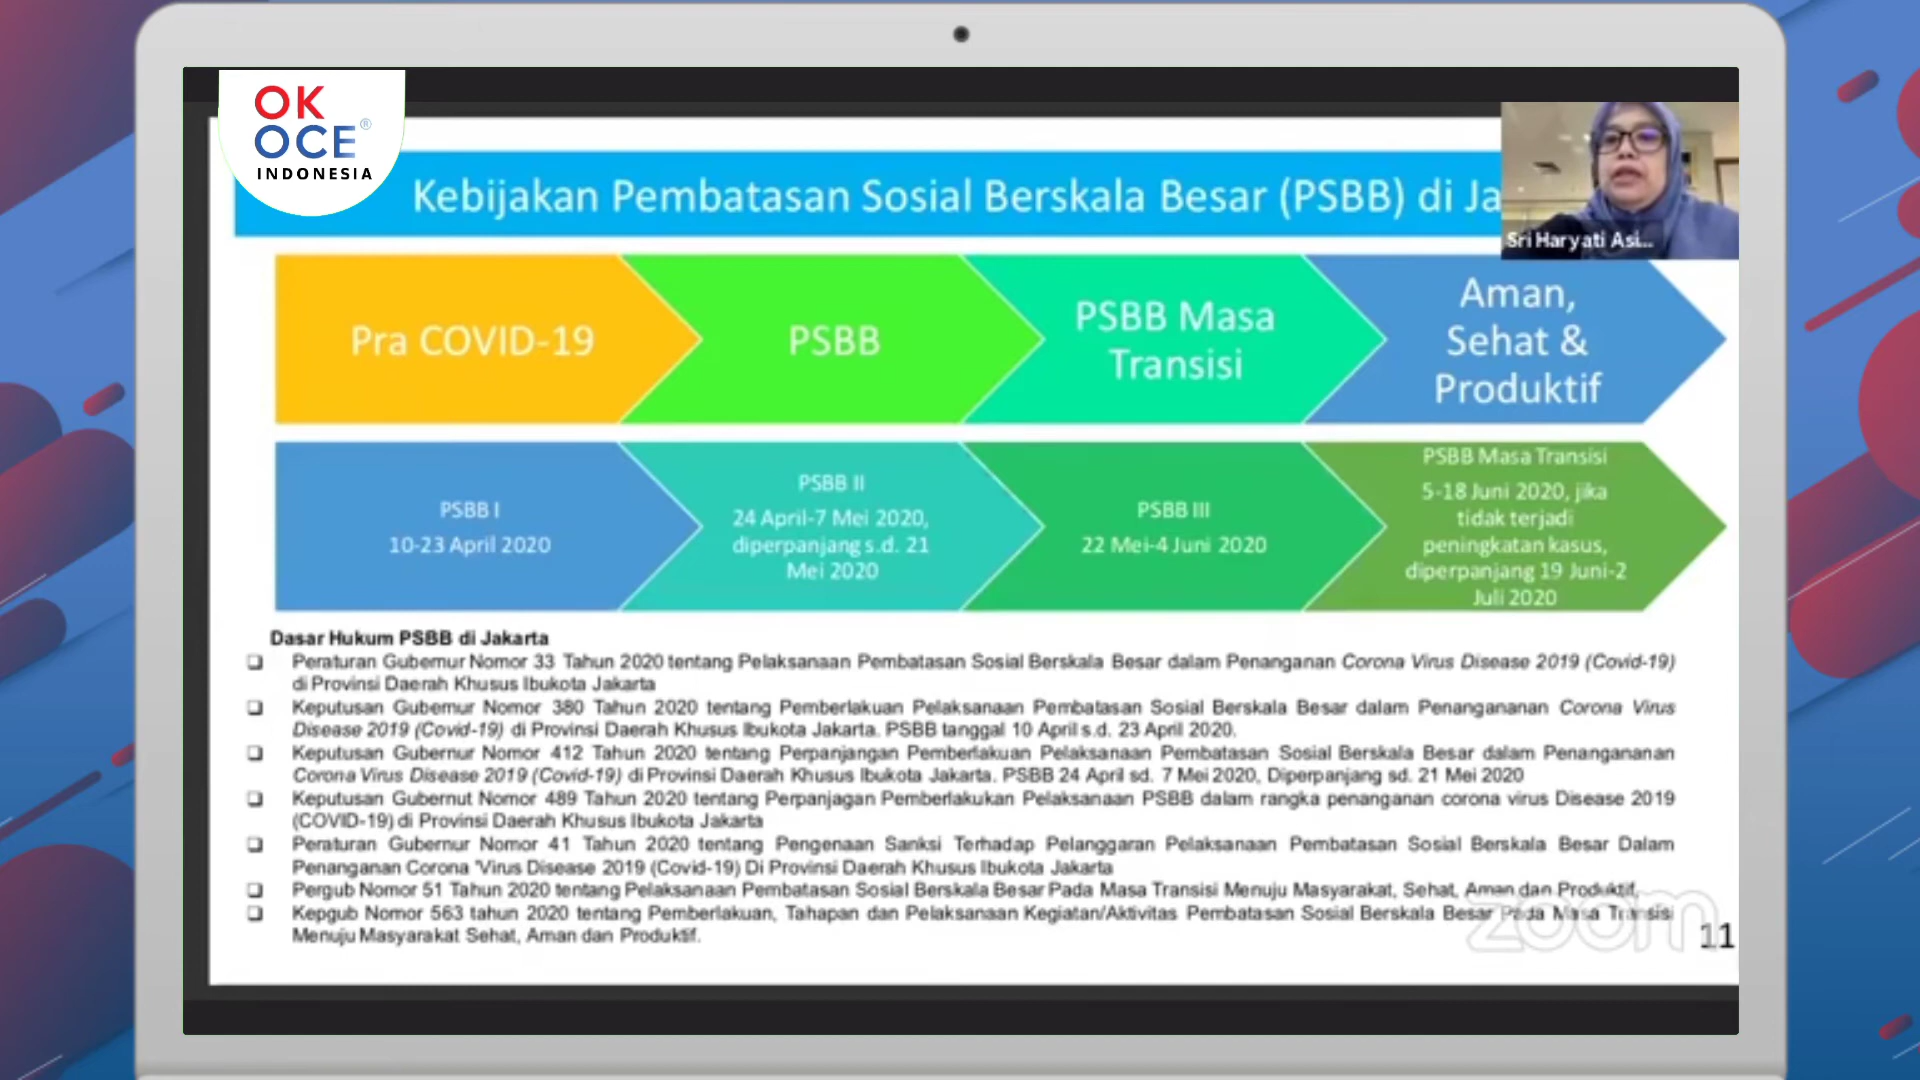 OK
OCE®
INDONESIA
Kebijakan Pembatasan Sosial Berskala Besar (PSBB) di Ja
Sri Haryati Asi...
Pra COVID-19
PSBB
PSBB Masa
Transisi
Aman,
Sehat &
Produktif
PSBB I
10-23 April 2020
PSBB II
24 April-7 Mei 2020,
diperpanjang s.d. 21
Mei 2020
PSBB III
22 Mei-4 Juni 2020
PSBB Masa Transisi
5-18 Juni 2020, jika
tidak terjadi
peningkatan kasus,
diperpanjang 19 Juni-2
Juli 2020
Dasar Hukum PSBB di Jakarta
❑ Peraturan Gubernur Nomor 33 Tahun 2020 tentang Pelaksanaan Pembatasan Sosial Berskala Besar dalam Penanganan Corona Virus Disease 2019 (Covid-19)
di Provinsi Daerah Khusus Ibukota Jakarta
❑ Keputusan Gubernur Nomor 380 Tahun 2020 tentang Pemberlakuan Pelaksanaan Pembatasan Sosial Berskala Besar dalam Penangananan Corona Virus
Disease 2019 (Covid-19) di Provinsi Daerah Khusus Ibukota Jakarta. PSBB tanggal 10 April s.d. 23 April 2020.
❑ Keputusan Gubernur Nomor 412 Tahun 2020 tentang Perpanjangan Pemberlakuan Pelaksanaan Pembatasan Sosial Berskala Besar dalam Penangananan
Corona Virus Disease 2019 (Covid-19) di Provinsi Daerah Khusus Ibukota Jakarta. PSBB 24 April sd. 7 Mei 2020, Diperpanjang sd. 21 Mei 2020
❑ Keputusan Gubernut Nomor 489 Tahun 2020 tentang Perpanjagan Pemberlakukan Pelaksanaan PSBB dalam rangka penanganan corona virus Disease 2019
(COVID-19) di Provinsi Daerah Khusus Ibukota Jakarta
❑ Peraturan Gubernur Nomor 41 Tahun 2020 tentang Pengenaan Sanksi Terhadap Pelanggaran Pelaksanaan Pembatasan Sosial Berskala Besar Dalam
Penanganan Corona 'Virus Disease 2019 (Covid-19) Di Provinsi Daerah Khusus Ibukota Jakarta
❑ Pergub Nomor 51 Tahun 2020 tentang Pelaksanaan Pembatasan Sosial Berskala Besar Pada Masa Transisi Menuju Masyarakat, Sehat, Aman dan Produktif.
❑ Kepgub Nomor 563 tahun 2020 tentang Pemberlakuan, Tahapan dan Pelaksanaan Kegiatan/Aktivitas Pembatasan Sosial Berskala Besar Pada Masa Transisi
Menuju Masyarakat Sehat, Aman dan Produktif.
zoom
11